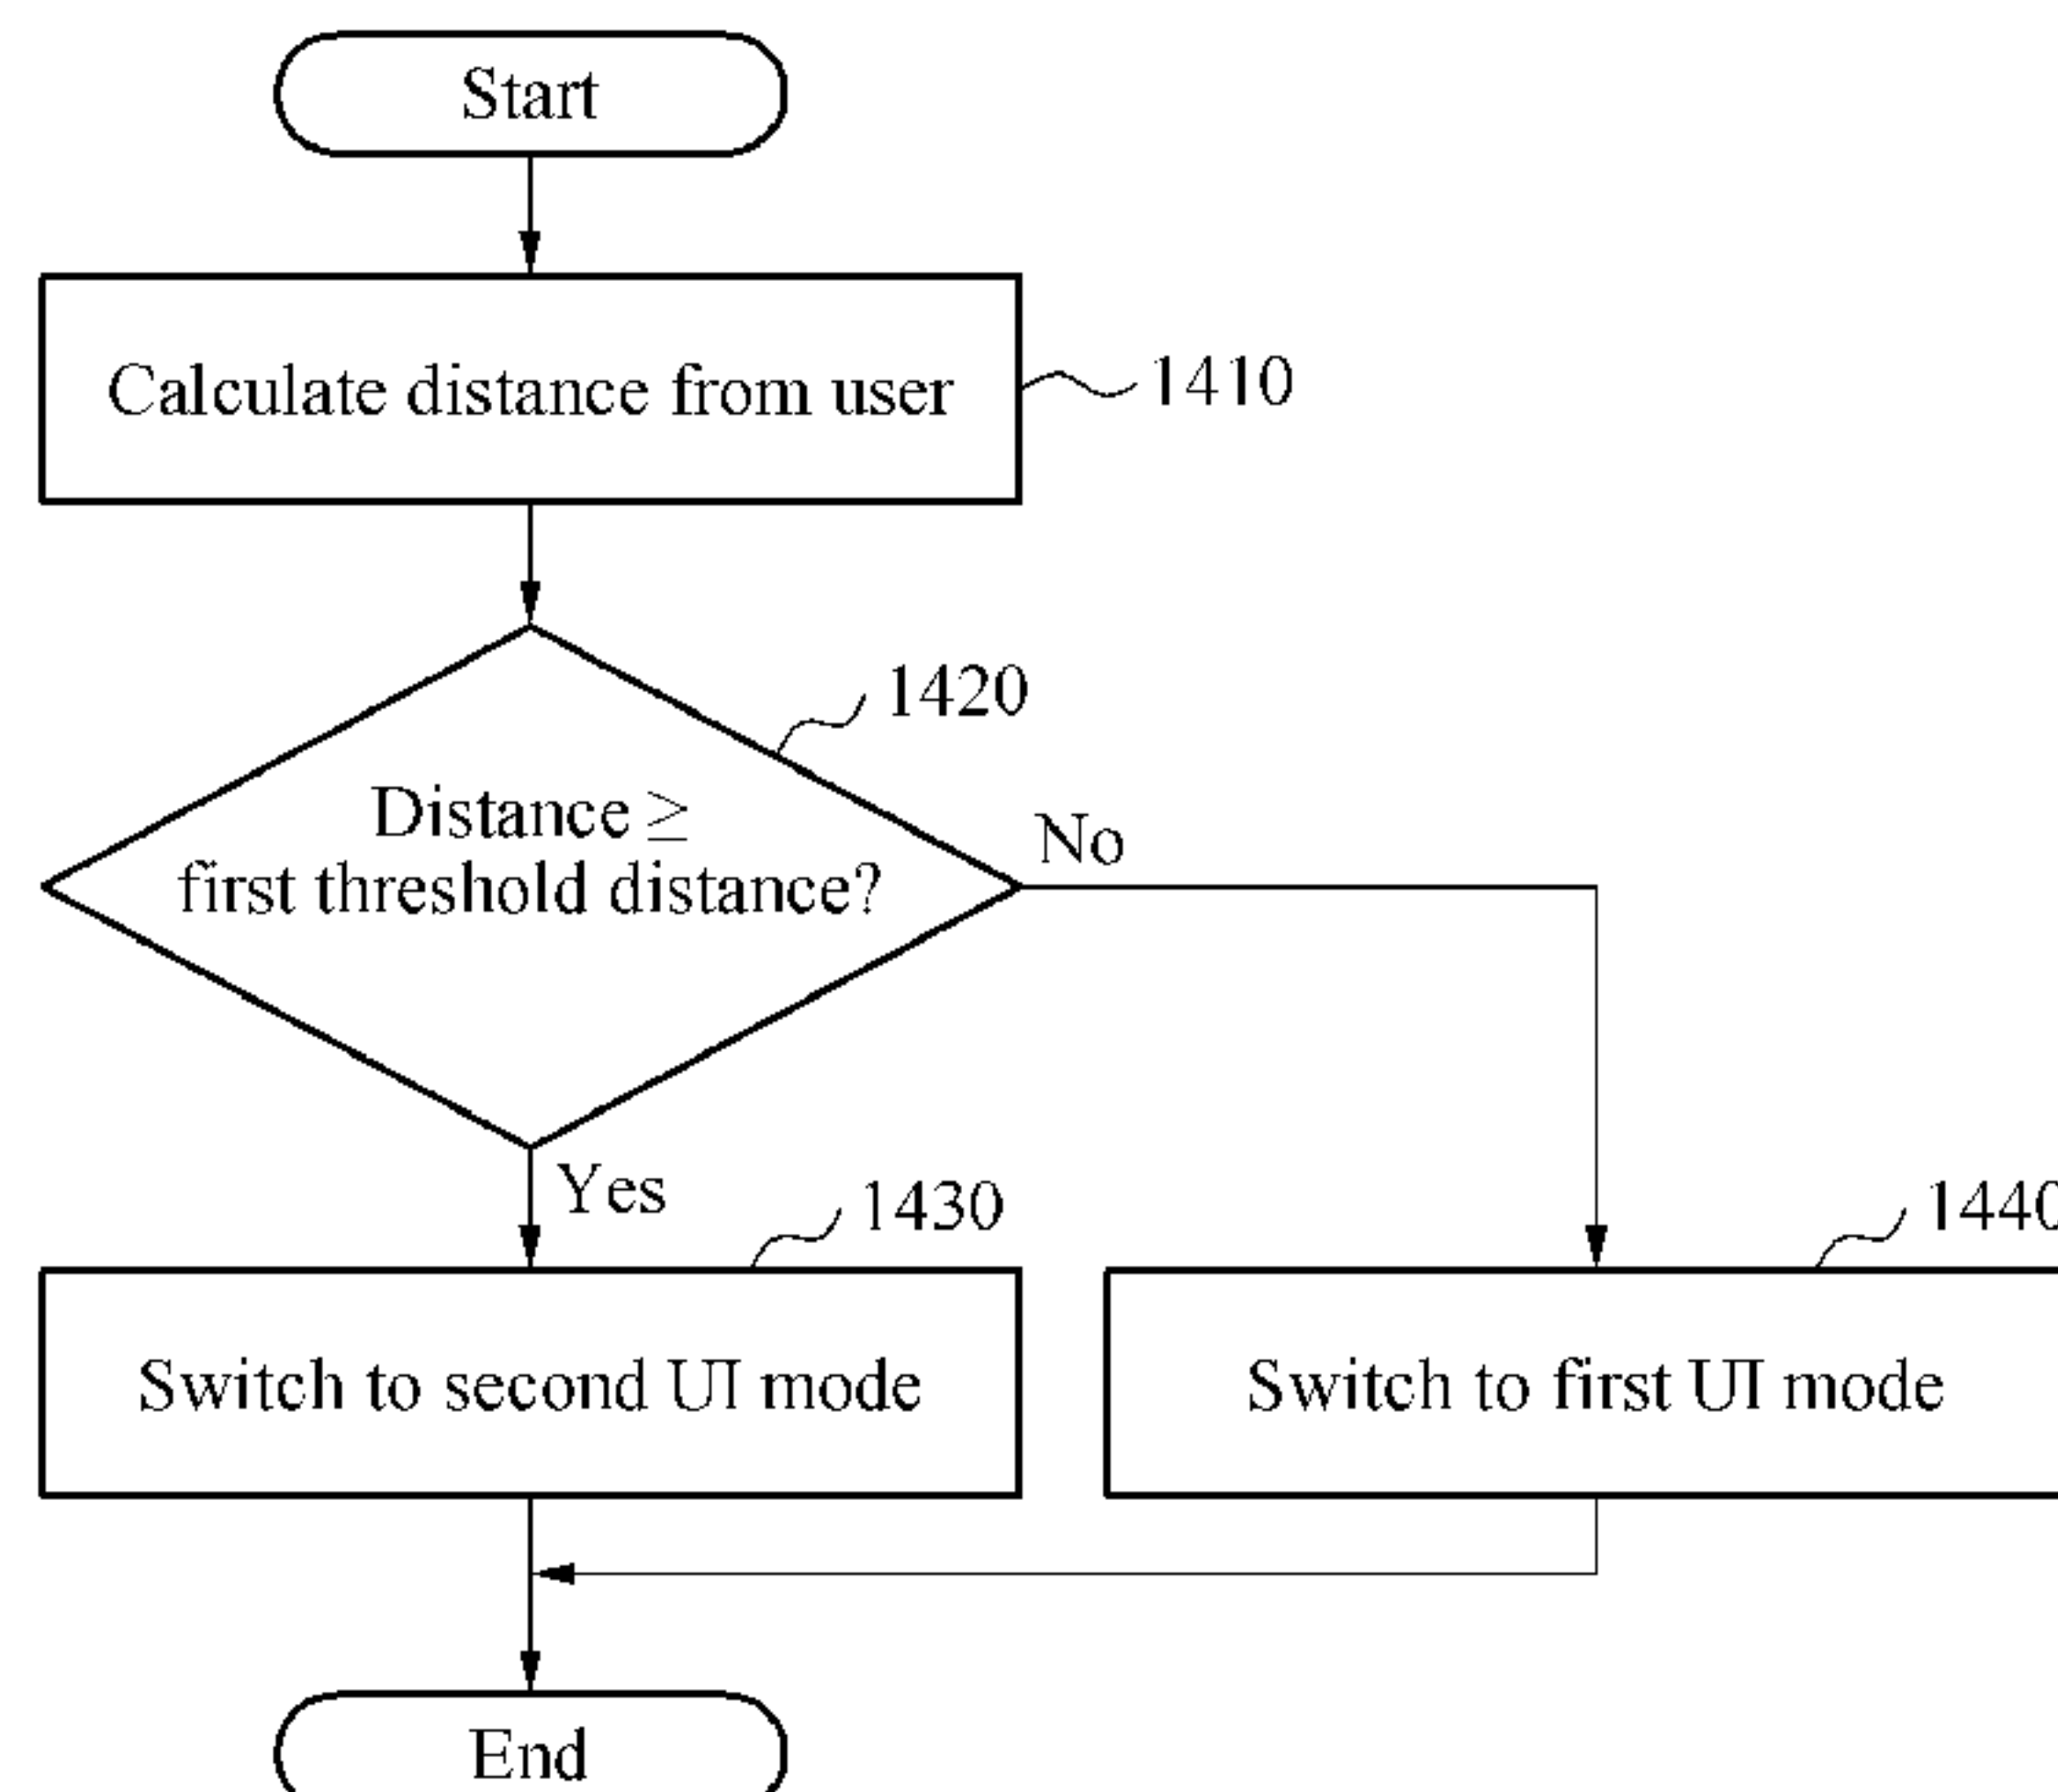 Start
Calculate distance from user
1410
1420
Distance ≥
first threshold distance?
No
Yes
1430
1440
Switch to second UI mode
Switch to first UI mode
End